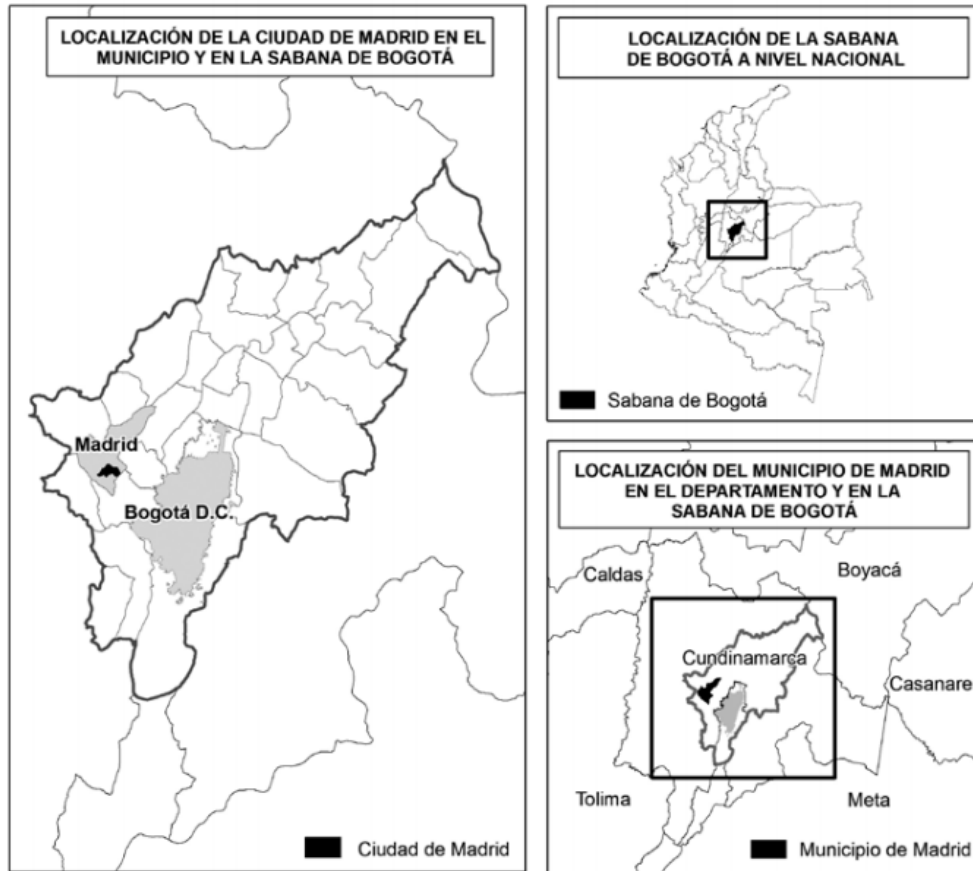 LOCALIZACIÓN DE LA CIUDAD DE MADRID EN EL
MUNICIPIO Y EN LA SABANA DE BOGOTÁ
Madrid
Bogotá D.C.
Ciudad de Madrid
LOCALIZACIÓN DE LA SABANA
DE BOGOTÁ A NIVEL NACIONAL
Sabana de Bogotá
LOCALIZACIÓN DEL MUNICIPIO DE MADRID
EN EL DEPARTAMENTO Y EN LA
SABANA DE BOGOTÁ
Caldas
Boyacá
Cundinamarca
Casanare
Tolima
Meta
Municipio de Madrid